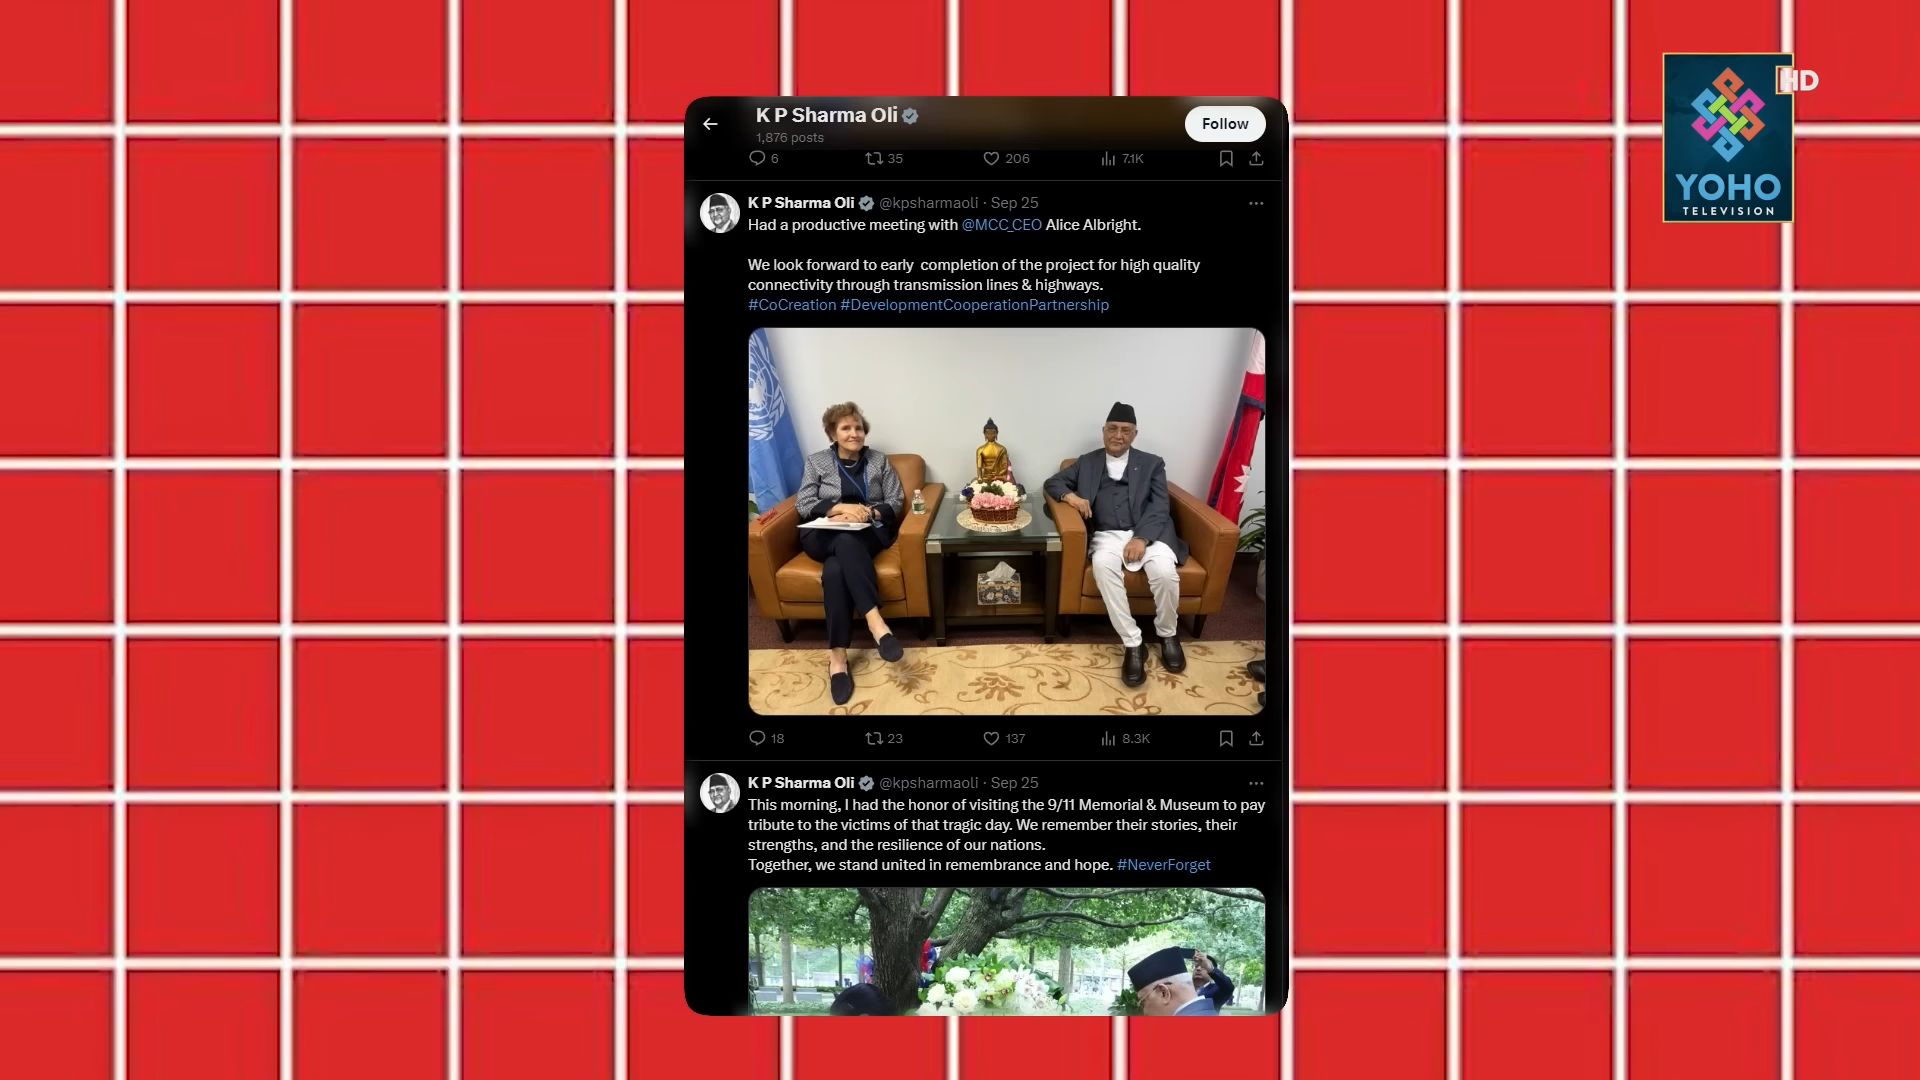 K P Sharma Oli
1,876 posts
Follow
6 35 206 7.1K
K P Sharma Oli @kpsharmaoli · Sep 25
Had a productive meeting with @MCC_CEO Alice Albright.
We look forward to early completion of the project for high quality
connectivity through transmission lines & highways.
#CoCreation #DevelopmentCooperationPartnership
18 23 137 8.3K
K P Sharma Oli @kpsharmaoli · Sep 25
This morning, I had the honor of visiting the 9/11 Memorial & Museum to pay
tribute to the victims of that tragic day. We remember their stories, their
strengths, and the resilience of our nations.
Together, we stand united in remembrance and hope. #NeverForget
HD
YOHO
TELEVISION